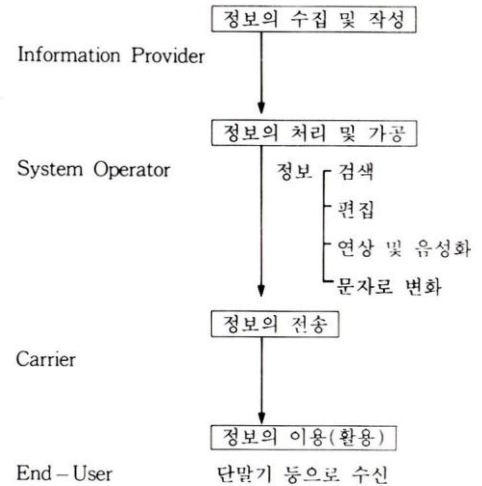 정보의 수집 및 작성
Information Provider
정보의 처리 및 가공
System Operator
정보 검색
편집
연상 및 음성화
문자로 변화
정보의 전송
Carrier
정보의 이용(활용)
End－User 단말기 등으로 수신